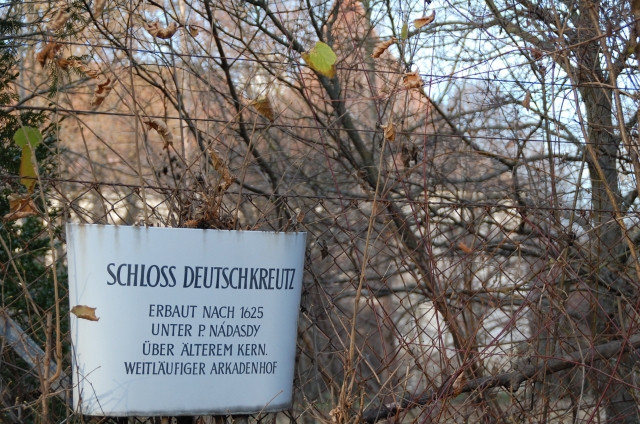 SCHLOSS DEUTSCHKREUTZ
ERBAUT NACH 1625
UNTER P. NÁDASDY
ÜBER ÄLTEREM KERN.
WEITLÄUFIGER ARKADENHOF